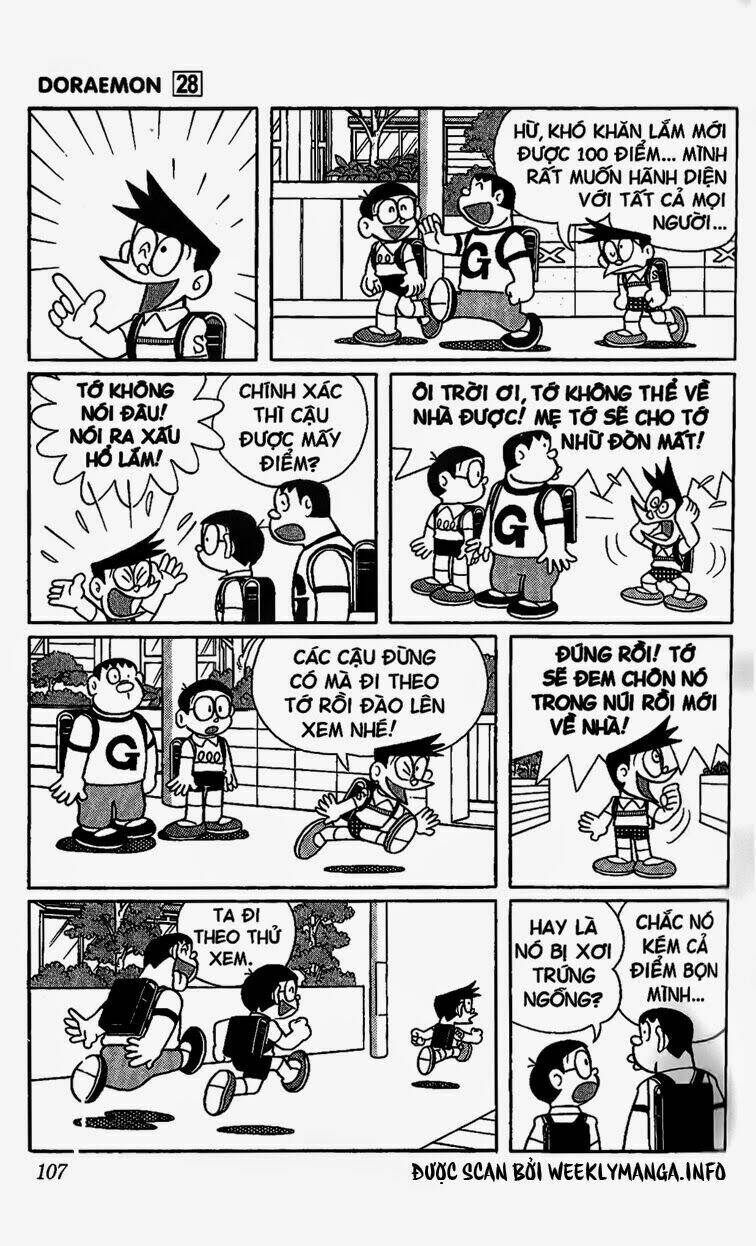 DORAEMON 28
HỪ, KHÓ KHĂN LẮM MỚI
ĐƯỢC 100 ĐIỂM... MÌNH
RẤT MUỐN HÃNH DIỆN
VỚI TẤT CẢ MỌI
NGƯỜI...
G
S
S
ÔI TRỜI ƠI, TỚ KHÔNG THỂ VỀ
NHÀ ĐƯỢC! MẸ TỚ SẼ CHO TỚ
NHỪ ĐÒN MẤT!
G
CHÍNH XÁC
THÌ CẬU
ĐƯỢC MẤY
ĐIỂM?
TỚ KHÔNG
NÓI ĐÂU!
NÓI RA XẤU
HỔ LẮM!
ĐÚNG RỒI! TỚ
SẼ ĐEM CHÔN NÓ
TRONG NÚI RỒI MỚI
VỀ NHÀ!
CÁC CẬU ĐỪNG
CÓ MÀ ĐI THEO
TỚ RỒI ĐÀO LÊN
XEM NHÉ!
G
CHẮC NÓ
KÉM CẢ
ĐIỂM BỌN
MÌNH...
HAY LÀ
NÓ BỊ XƠI
TRỨNG
NGỖNG?
TA ĐI
THEO THỬ
XEM.
107
ĐƯỢC SCAN BỞI WEEKLYMANGA.INFO